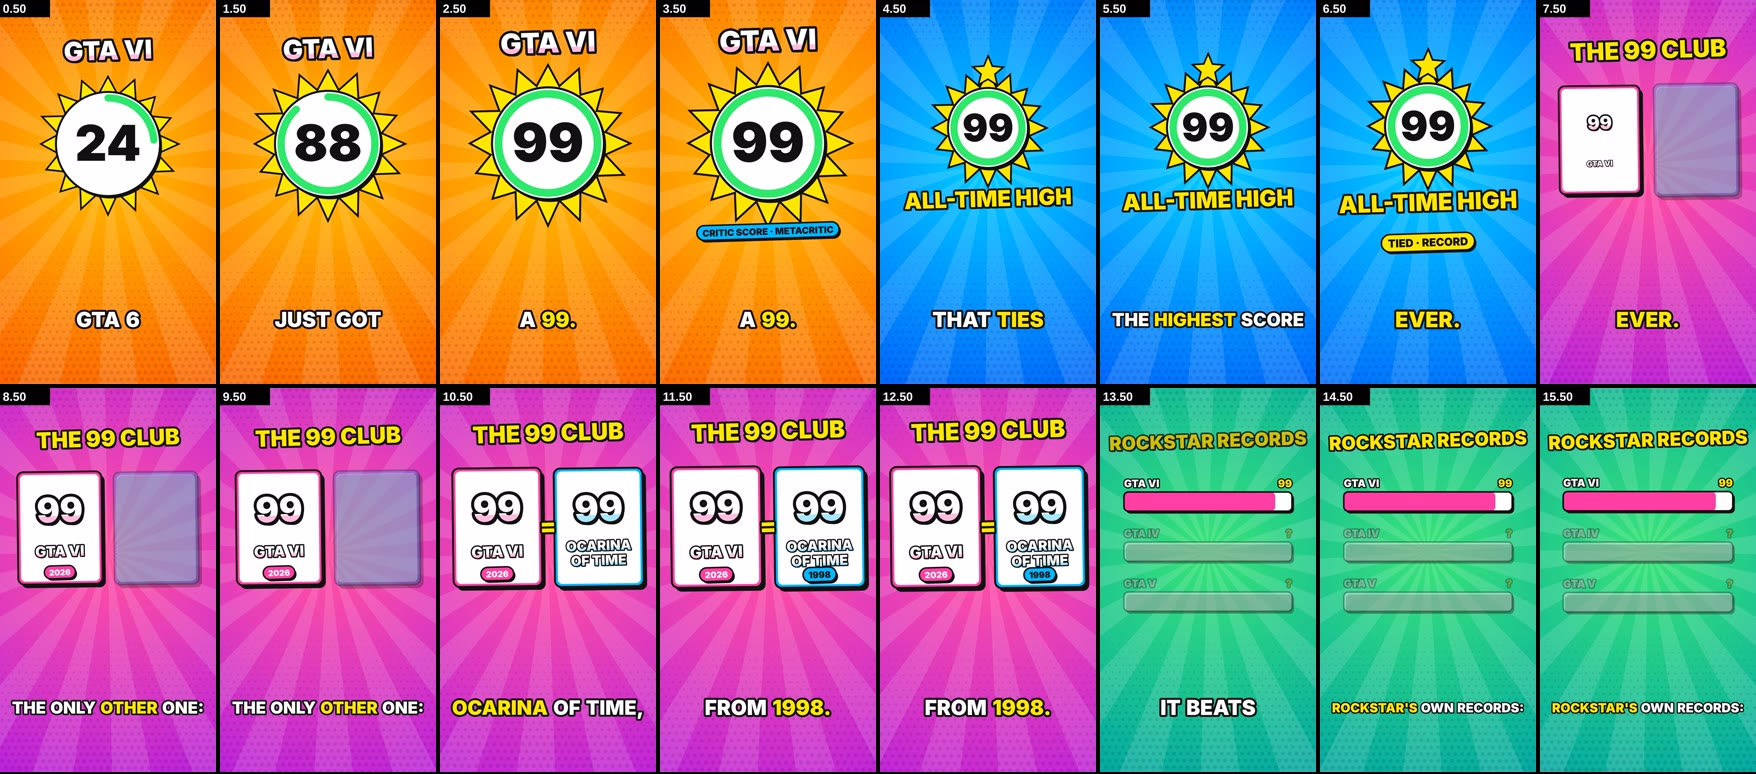 0.50
GTA VI
24
GTA 6
1.50
GTA VI
88
JUST GOT
2.50
GTA VI
99
A 99.
3.50
GTA VI
99
CRITIC SCORE · METACRITIC
A 99.
4.50
99
ALL-TIME HIGH
THAT TIES
5.50
99
ALL-TIME HIGH
THE HIGHEST SCORE
6.50
99
ALL-TIME HIGH
TIED · RECORD
EVER.
7.50
THE 99 CLUB
99
GTA VI
EVER.
8.50
THE 99 CLUB
99
GTA VI
2026
THE ONLY OTHER ONE:
9.50
THE 99 CLUB
99
GTA VI
2026
THE ONLY OTHER ONE:
10.50
THE 99 CLUB
99
GTA VI
2026
=
99
OCARINA
OF TIME
OCARINA OF TIME,
11.50
THE 99 CLUB
99
GTA VI
2026
=
99
OCARINA
OF TIME
1998
FROM 1998.
12.50
THE 99 CLUB
99
GTA VI
2026
=
99
OCARINA
OF TIME
1998
FROM 1998.
13.50
ROCKSTAR RECORDS
GTA VI 99
GTA IV ?
GTA V ?
IT BEATS
14.50
ROCKSTAR RECORDS
GTA VI 99
GTA IV ?
GTA V ?
ROCKSTAR'S OWN RECORDS:
15.50
ROCKSTAR RECORDS
GTA VI 99
GTA IV ?
GTA V ?
ROCKSTAR'S OWN RECORDS: